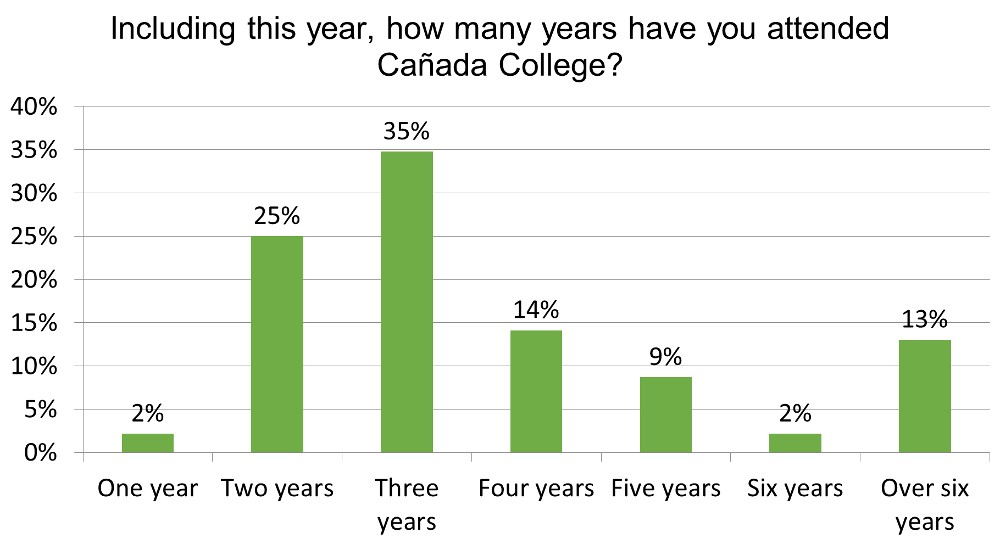 Including this year, how many years have you attended
Cañada College?
40%
35%
30%
25%
20%
15%
10%
5%
0%
2%
25%
35%
14%
9%
2%
13%
One year
Two years
Three
years
Four years
Five years
Six years
Over six
years